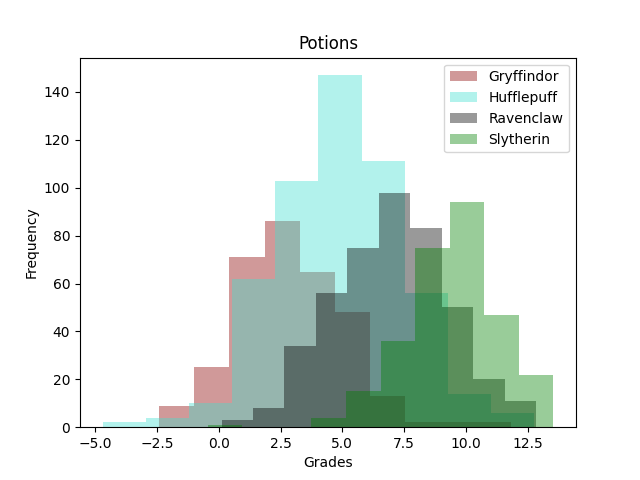 Potions
Gryffindor
Hufflepuff
Ravenclaw
Slytherin
Frequency
140
120
100
80
60
40
20
0
−5.0 −2.5 0.0 2.5 5.0 7.5 10.0 12.5
Grades